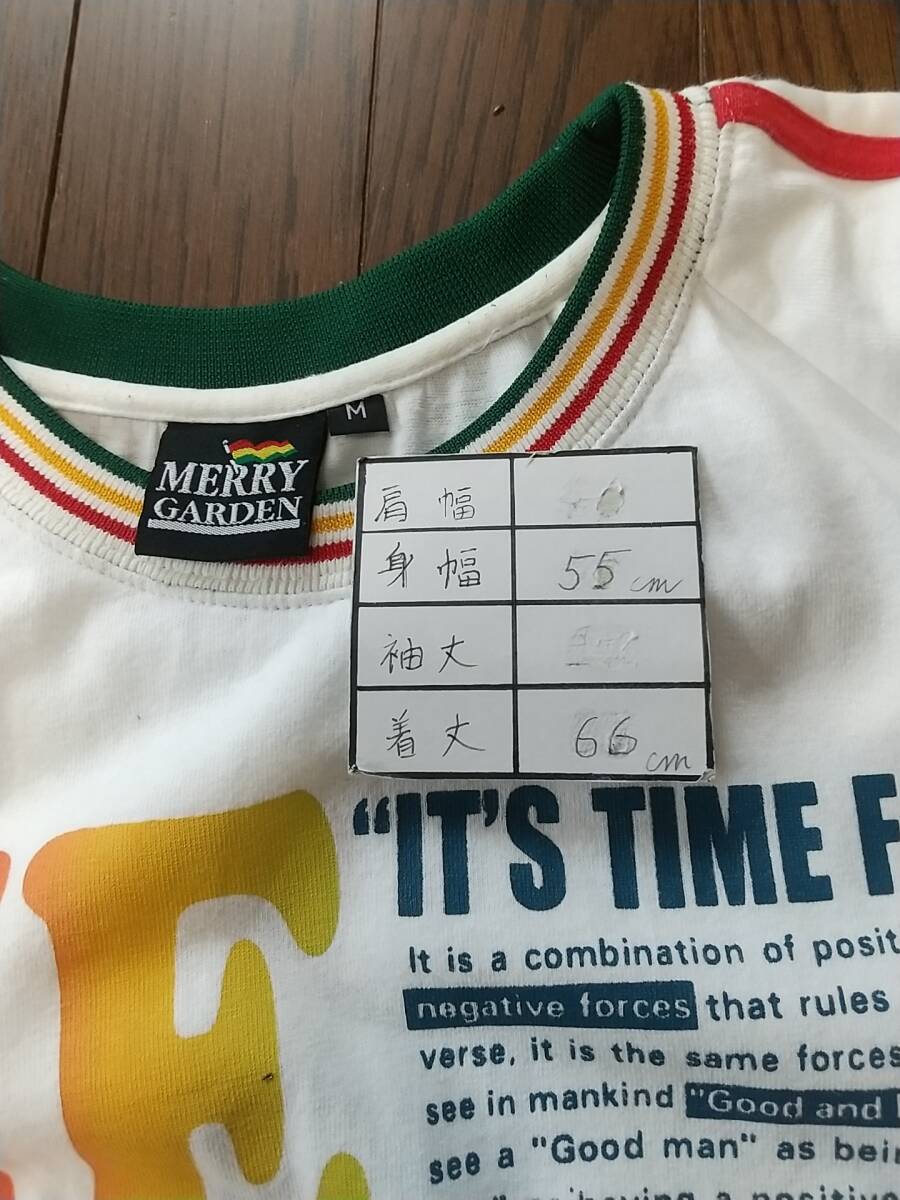 M
MERRY
GARDEN
肩幅
身幅 55cm
袖丈
着丈 66cm
"IT'S TIME F
It is a combination of posit
negative forces that rules
verse, it is the same forces
see in mankind "Good and
see a "Good man" as bein
having a positive